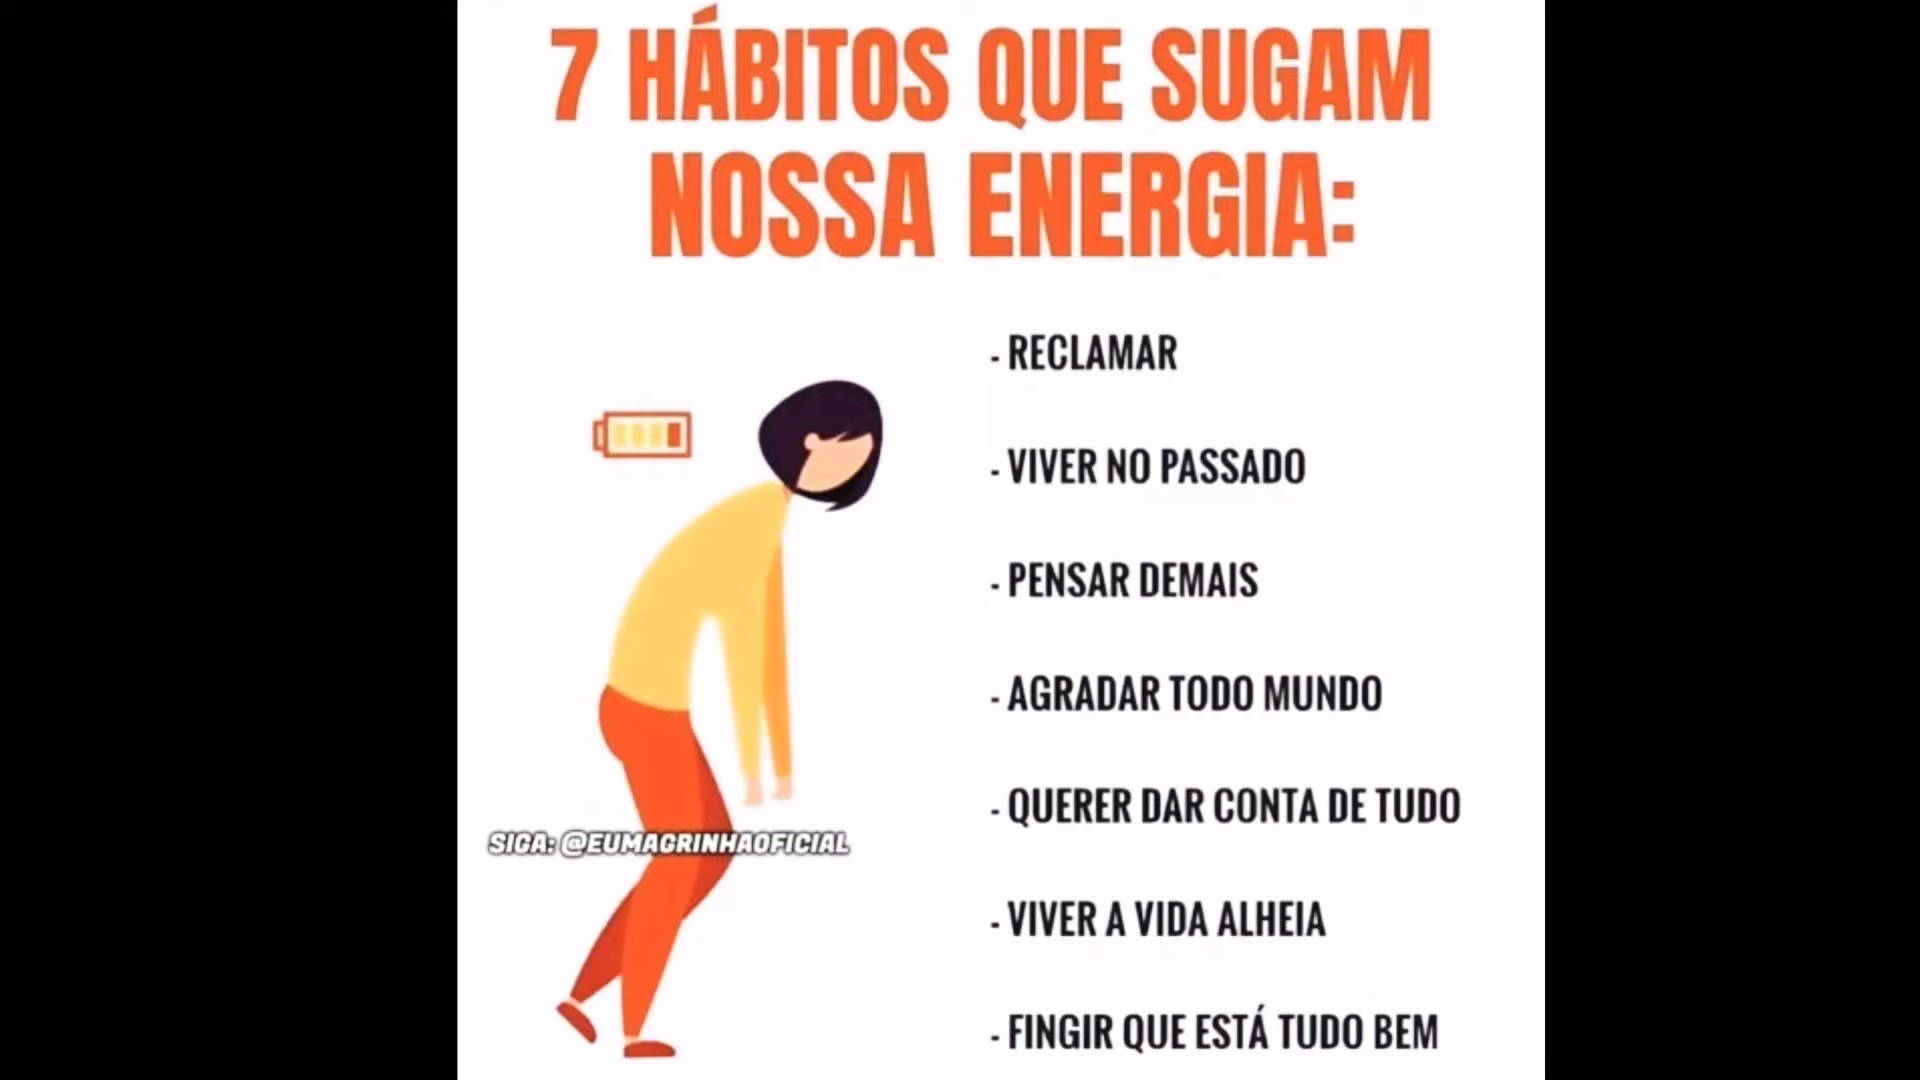 7 HÁBITOS QUE SUGAM
NOSSA ENERGIA:
- RECLAMAR
- VIVER NO PASSADO
- PENSAR DEMAIS
- AGRADAR TODO MUNDO
- QUERER DAR CONTA DE TUDO
SIGA: @EUMAGRINHAOFICIAL
- VIVER A VIDA ALHEIA
- FINGIR QUE ESTÁ TUDO BEM